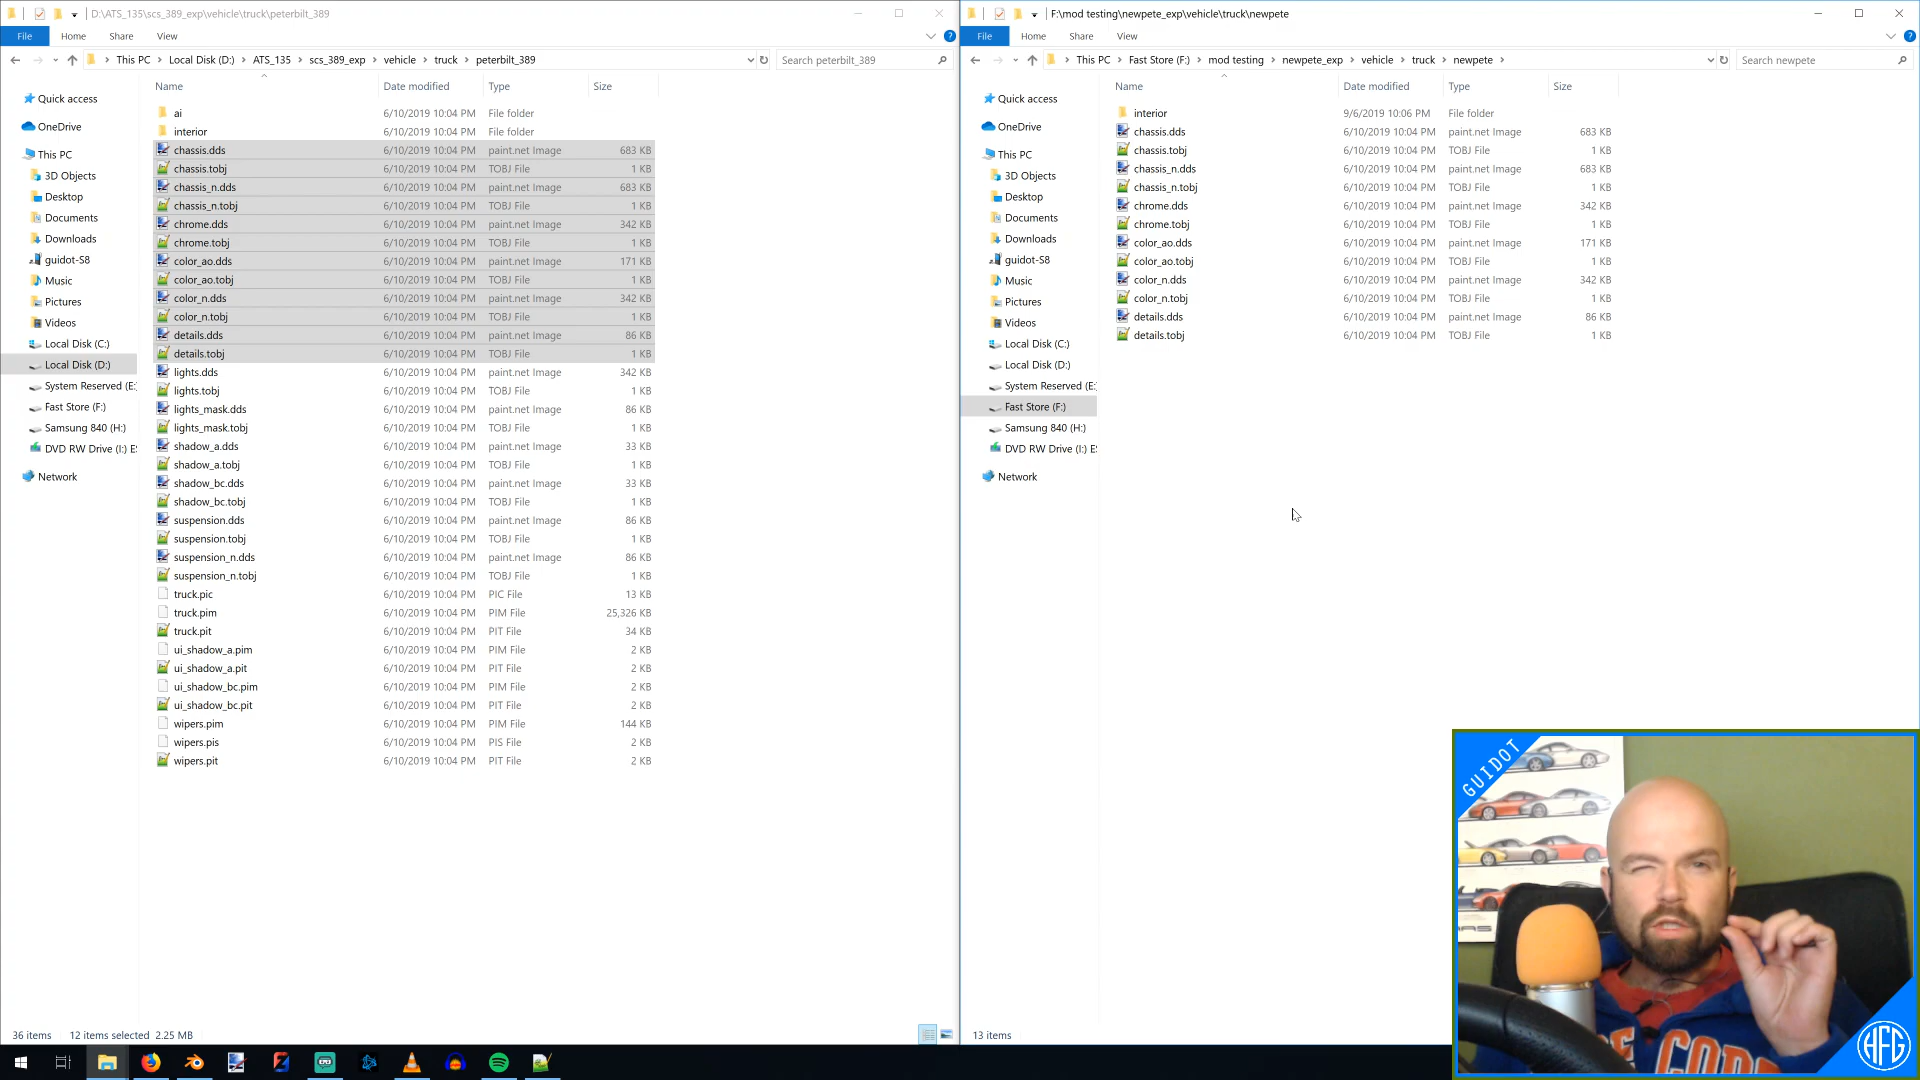 D:\ATS_135\scs_389_exp\vehicle\truck\peterbilt_389
File Home Share View
This PC Local Disk (D:) ATS_135 scs_389_exp vehicle truck peterbilt_389 Search peterbilt_389
Name Date modified Type Size
Quick access
OneDrive
This PC
3D Objects
Desktop
Documents
Downloads
guidot-S8
Music
Pictures
Videos
Local Disk (C:)
Local Disk (D:)
System Reserved (E:
Fast Store (F:)
Samsung 840 (H:)
DVD RW Drive (I:) ES
Network
ai 6/10/2019 10:04 PM File folder
interior 6/10/2019 10:04 PM File folder
chassis.dds 6/10/2019 10:04 PM paint.net Image 683 KB
chassis.tobj 6/10/2019 10:04 PM TOBJ File 1 KB
chassis_n.dds 6/10/2019 10:04 PM paint.net Image 683 KB
chassis_n.tobj 6/10/2019 10:04 PM TOBJ File 1 KB
chrome.dds 6/10/2019 10:04 PM paint.net Image 342 KB
chrome.tobj 6/10/2019 10:04 PM TOBJ File 1 KB
color_ao.dds 6/10/2019 10:04 PM paint.net Image 171 KB
color_ao.tobj 6/10/2019 10:04 PM TOBJ File 1 KB
color_n.dds 6/10/2019 10:04 PM paint.net Image 342 KB
color_n.tobj 6/10/2019 10:04 PM TOBJ File 1 KB
details.dds 6/10/2019 10:04 PM paint.net Image 86 KB
details.tobj 6/10/2019 10:04 PM TOBJ File 1 KB
lights.dds 6/10/2019 10:04 PM paint.net Image 342 KB
lights.tobj 6/10/2019 10:04 PM TOBJ File 1 KB
lights_mask.dds 6/10/2019 10:04 PM paint.net Image 86 KB
lights_mask.tobj 6/10/2019 10:04 PM TOBJ File 1 KB
shadow_a.dds 6/10/2019 10:04 PM paint.net Image 33 KB
shadow_a.tobj 6/10/2019 10:04 PM TOBJ File 1 KB
shadow_bc.dds 6/10/2019 10:04 PM paint.net Image 33 KB
shadow_bc.tobj 6/10/2019 10:04 PM TOBJ File 1 KB
suspension.dds 6/10/2019 10:04 PM paint.net Image 86 KB
suspension.tobj 6/10/2019 10:04 PM TOBJ File 1 KB
suspension_n.dds 6/10/2019 10:04 PM paint.net Image 86 KB
suspension_n.tobj 6/10/2019 10:04 PM TOBJ File 1 KB
truck.pic 6/10/2019 10:04 PM PIC File 13 KB
truck.pim 6/10/2019 10:04 PM PIM File 25,326 KB
truck.pit 6/10/2019 10:04 PM PIT File 34 KB
ui_shadow_a.pim 6/10/2019 10:04 PM PIM File 2 KB
ui_shadow_a.pit 6/10/2019 10:04 PM PIT File 2 KB
ui_shadow_bc.pim 6/10/2019 10:04 PM PIM File 2 KB
ui_shadow_bc.pit 6/10/2019 10:04 PM PIT File 2 KB
wipers.pim 6/10/2019 10:04 PM PIM File 144 KB
wipers.pis 6/10/2019 10:04 PM PIS File 2 KB
wipers.pit 6/10/2019 10:04 PM PIT File 2 KB
36 items 12 items selected 2.25 MB
F:\mod testing\newpete_exp\vehicle\truck\newpete
File Home Share View
This PC Fast Store (F:) mod testing newpete_exp vehicle truck newpete Search newpete
Name Date modified Type Size
Quick access
OneDrive
This PC
3D Objects
Desktop
Documents
Downloads
guidot-S8
Music
Pictures
Videos
Local Disk (C:)
Local Disk (D:)
System Reserved (E:
Fast Store (F:)
Samsung 840 (H:)
DVD RW Drive (I:) ES
Network
interior 9/6/2019 10:06 PM File folder
chassis.dds 6/10/2019 10:04 PM paint.net Image 683 KB
chassis.tobj 6/10/2019 10:04 PM TOBJ File 1 KB
chassis_n.dds 6/10/2019 10:04 PM paint.net Image 683 KB
chassis_n.tobj 6/10/2019 10:04 PM TOBJ File 1 KB
chrome.dds 6/10/2019 10:04 PM paint.net Image 342 KB
chrome.tobj 6/10/2019 10:04 PM TOBJ File 1 KB
color_ao.dds 6/10/2019 10:04 PM paint.net Image 171 KB
color_ao.tobj 6/10/2019 10:04 PM TOBJ File 1 KB
color_n.dds 6/10/2019 10:04 PM paint.net Image 342 KB
color_n.tobj 6/10/2019 10:04 PM TOBJ File 1 KB
details.dds 6/10/2019 10:04 PM paint.net Image 86 KB
details.tobj 6/10/2019 10:04 PM TOBJ File 1 KB
13 items
GUIDOT
HFG